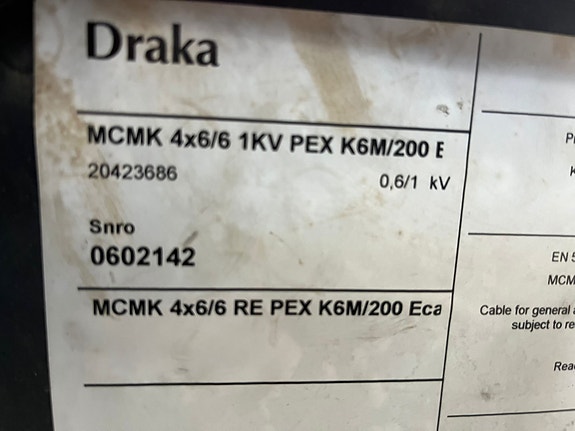 Draka
MCMK 4x6/6 1KV PEX K6M/200 E
20423686
0,6/1 kV
Snro
0602142
MCMK 4x6/6 RE PEX K6M/200 Eca
EN 5
MCM
Cable for general a
subject to re
Rea